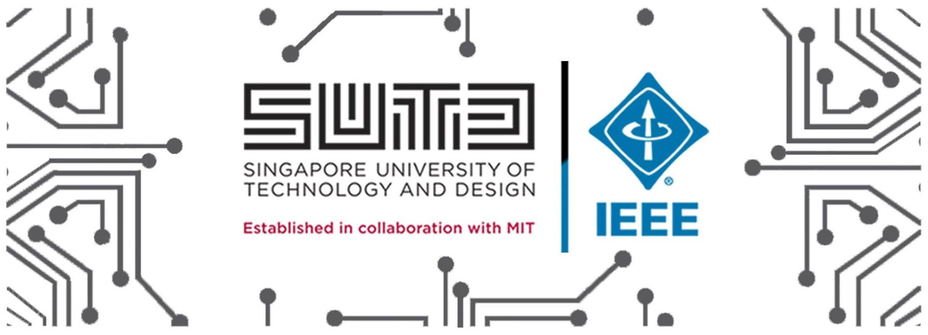 SUTD
SINGAPORE UNIVERSITY OF
TECHNOLOGY AND DESIGN
Established in collaboration with MIT
®
IEEE